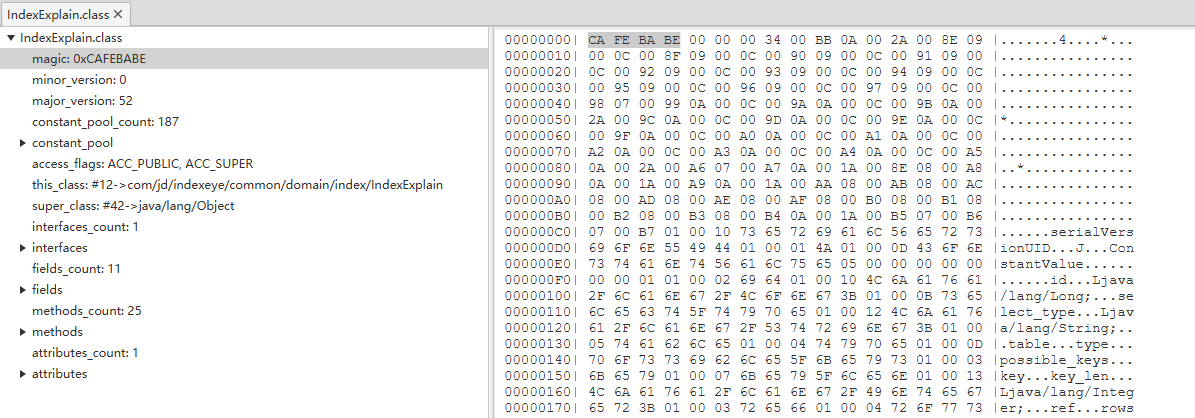 IndexExplain.class
IndexExplain.class
magic: 0xCAFEBABE
minor_version: 0
major_version: 52
constant_pool_count: 187
constant_pool
access_flags: ACC_PUBLIC, ACC_SUPER
this_class: #12->com/jd/indexeye/common/domain/index/IndexExplain
super_class: #42->java/lang/Object
interfaces_count: 1
interfaces
fields_count: 11
fields
methods_count: 25
methods
attributes_count: 1
attributes
00000000| CA FE BA BE 00 00 00 34 00 BB 0A 00 2A 00 8E 09 |.......4....*...
00000010| 00 0C 00 8F 09 00 0C 00 90 09 00 0C 00 91 09 00 |................
00000020| 0C 00 92 09 00 0C 00 93 09 00 0C 00 94 09 00 0C |................
00000030| 00 95 09 00 0C 00 96 09 00 0C 00 97 09 00 0C 00 |................
00000040| 98 07 00 99 0A 00 0C 00 9A 0A 00 0C 00 9B 0A 00 |................
00000050| 2A 00 9C 0A 00 0C 00 9D 0A 00 0C 00 9E 0A 00 0C |*...............
00000060| 00 9F 0A 00 0C 00 A0 0A 00 0C 00 A1 0A 00 0C 00 |................
00000070| A2 0A 00 0C 00 A3 0A 00 0C 00 A4 0A 00 0C 00 A5 |................
00000080| 0A 00 2A 00 A6 07 00 A7 0A 00 1A 00 8E 08 00 A8 |..*.............
00000090| 0A 00 1A 00 A9 0A 00 1A 00 AA 08 00 AB 08 00 AC |................
000000A0| 08 00 AD 08 00 AE 08 00 AF 08 00 B0 08 00 B1 08 |................
000000B0| 00 B2 08 00 B3 08 00 B4 0A 00 1A 00 B5 07 00 B6 |................
000000C0| 07 00 B7 01 00 10 73 65 72 69 61 6C 56 65 72 73 |......serialVers
000000D0| 69 6F 6E 55 49 44 01 00 01 4A 01 00 0D 43 6F 6E |ionUID...J...Con
000000E0| 73 74 61 6E 74 56 61 6C 75 65 05 00 00 00 00 00 |stantValue......
000000F0| 00 00 01 01 00 02 69 64 01 00 10 4C 6A 61 76 61 |......id...Ljava
00000100| 2F 6C 61 6E 67 2F 4C 6F 6E 67 3B 01 00 0B 73 65 |/lang/Long;...se
00000110| 6C 65 63 74 5F 74 79 70 65 01 00 12 4C 6A 61 76 |lect_type...Ljav
00000120| 61 2F 6C 61 6E 67 2F 53 74 72 69 6E 67 3B 01 00 |a/lang/String;..
00000130| 05 74 61 62 6C 65 01 00 04 74 79 70 65 01 00 0D |.table...type...
00000140| 70 6F 73 73 69 62 6C 65 5F 6B 65 79 73 01 00 03 |possible_keys...
00000150| 6B 65 79 01 00 07 6B 65 79 5F 6C 65 6E 01 00 13 |key...key_len...
00000160| 4C 6A 61 76 61 2F 6C 61 6E 67 2F 49 6E 74 65 67 |Ljava/lang/Integ
00000170| 65 72 3B 01 00 03 72 65 66 01 00 04 72 6F 77 73 |er;...ref...rows